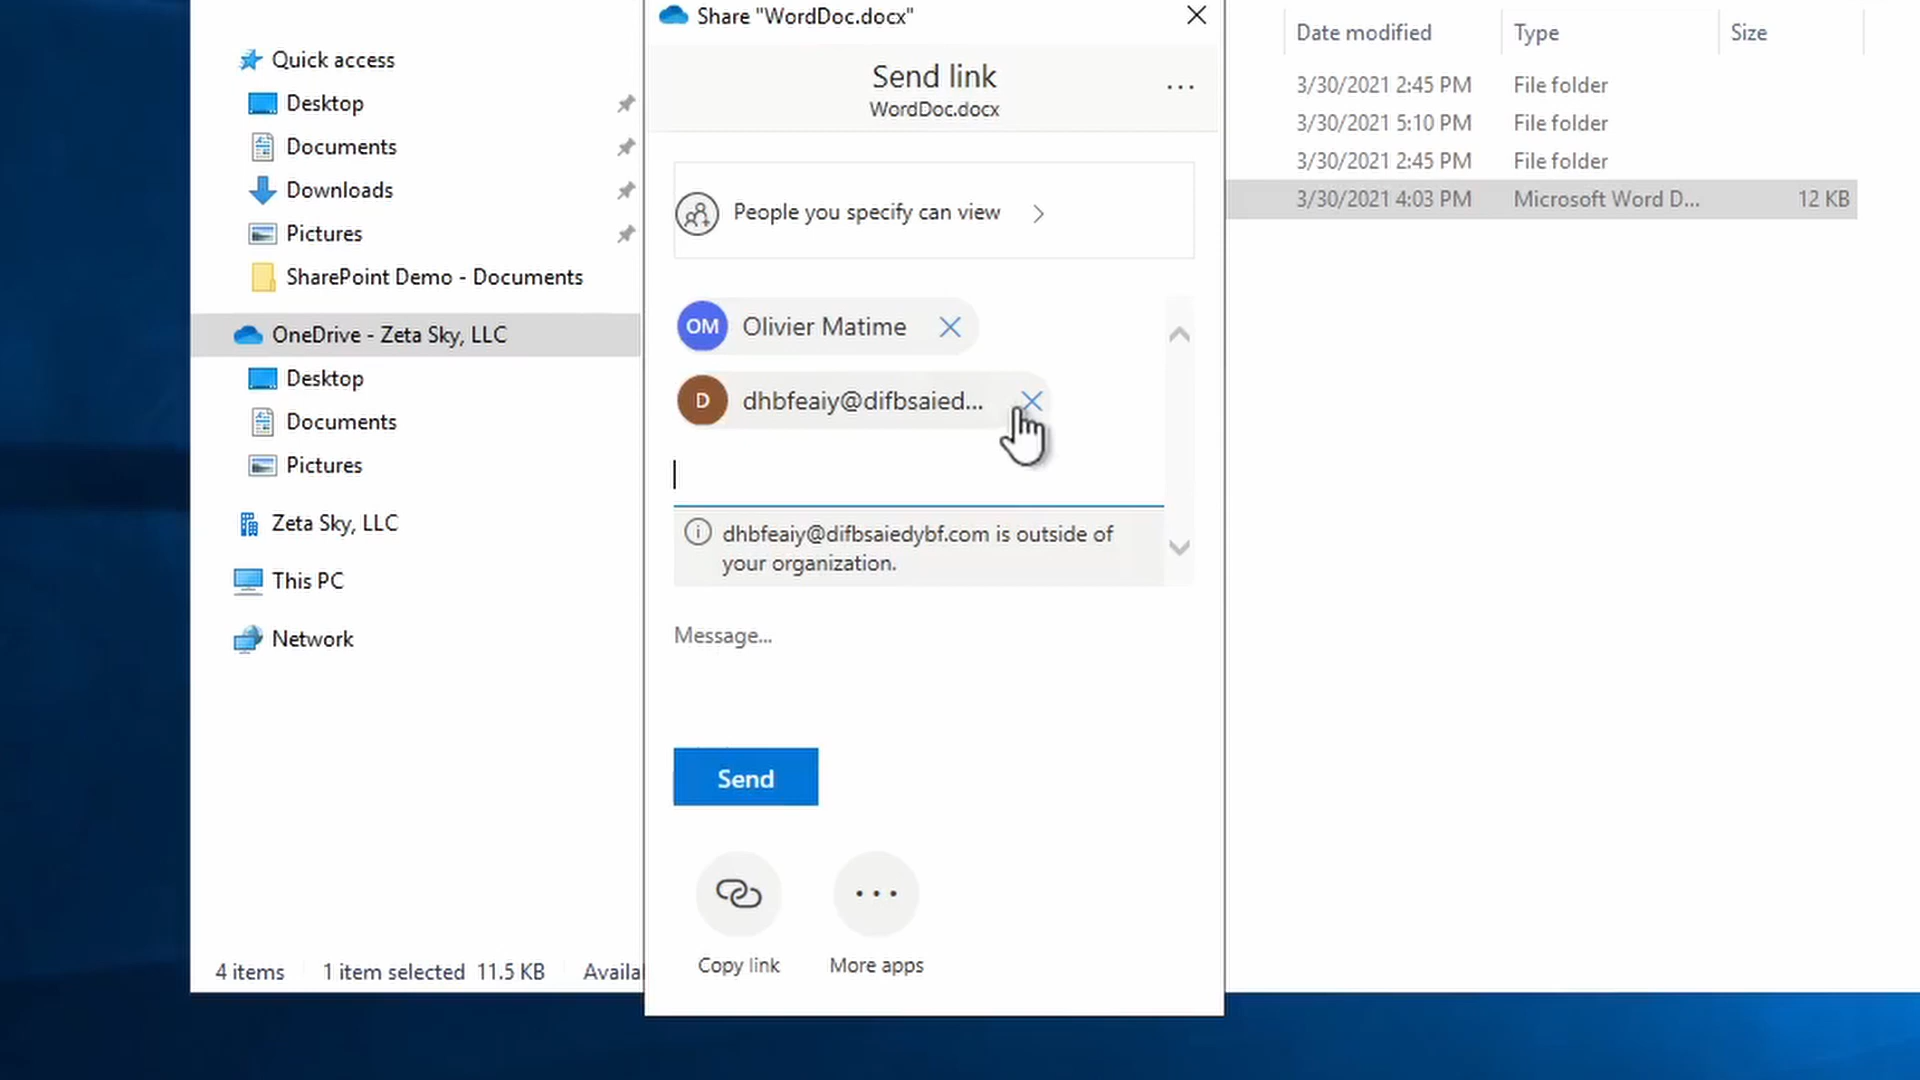 Share "WordDoc.docx"
Send link
WordDoc.docx
People you specify can view
OM Olivier Matime
D dhbfeaiy@difbsaied...
dhbfeaiy@difbsaiedybf.com is outside of
your organization.
Message...
Send
Copy link
More apps
Quick access
Desktop
Documents
Downloads
Pictures
SharePoint Demo - Documents
OneDrive - Zeta Sky, LLC
Desktop
Documents
Pictures
Zeta Sky, LLC
This PC
Network
4 items 1 item selected 11.5 KB Availa
Date modified Type Size
3/30/2021 2:45 PM File folder
3/30/2021 5:10 PM File folder
3/30/2021 2:45 PM File folder
3/30/2021 4:03 PM Microsoft Word D... 12 KB